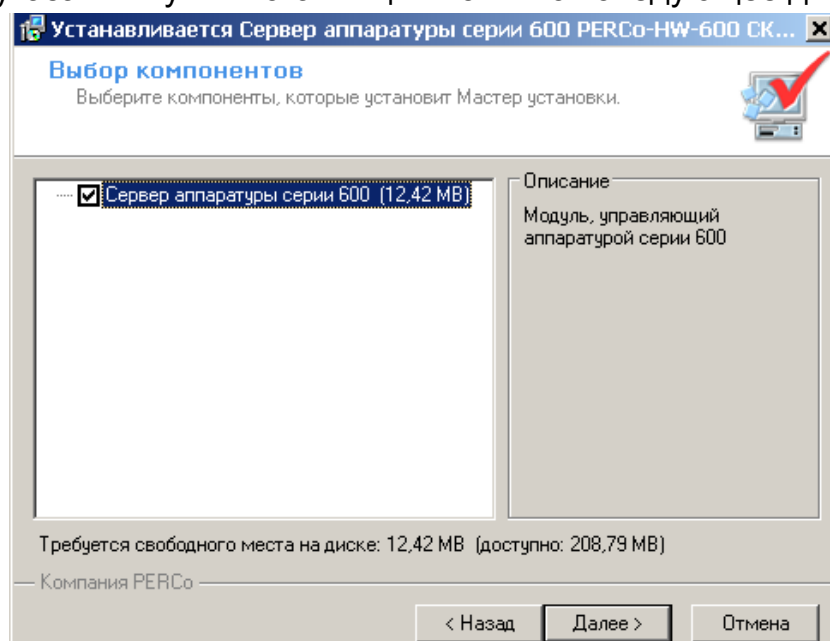 Устанавливается Сервер аппаратуры серии 600 PERCo-HW-600 СК...
Выбор компонентов
Выберите компоненты, которые установит Мастер установки.
Сервер аппаратуры серии 600 (12,42 MB)
Описание
Модуль, управляющий
аппаратурой серии 600
Требуется свободного места на диске: 12,42 MB (доступно: 208,79 MB)
Компания PERCo
< Назад
Далее >
Отмена